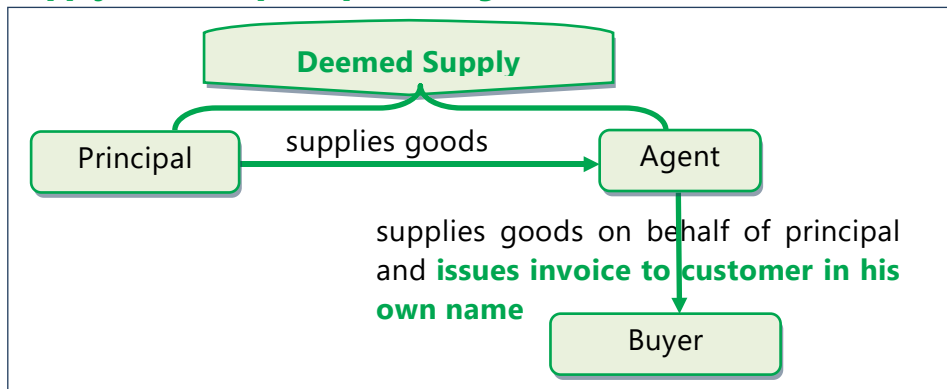 Deemed Supply
Principal
supplies goods
Agent
supplies goods on behalf of principal
and issues invoice to customer in his
own name
Buyer